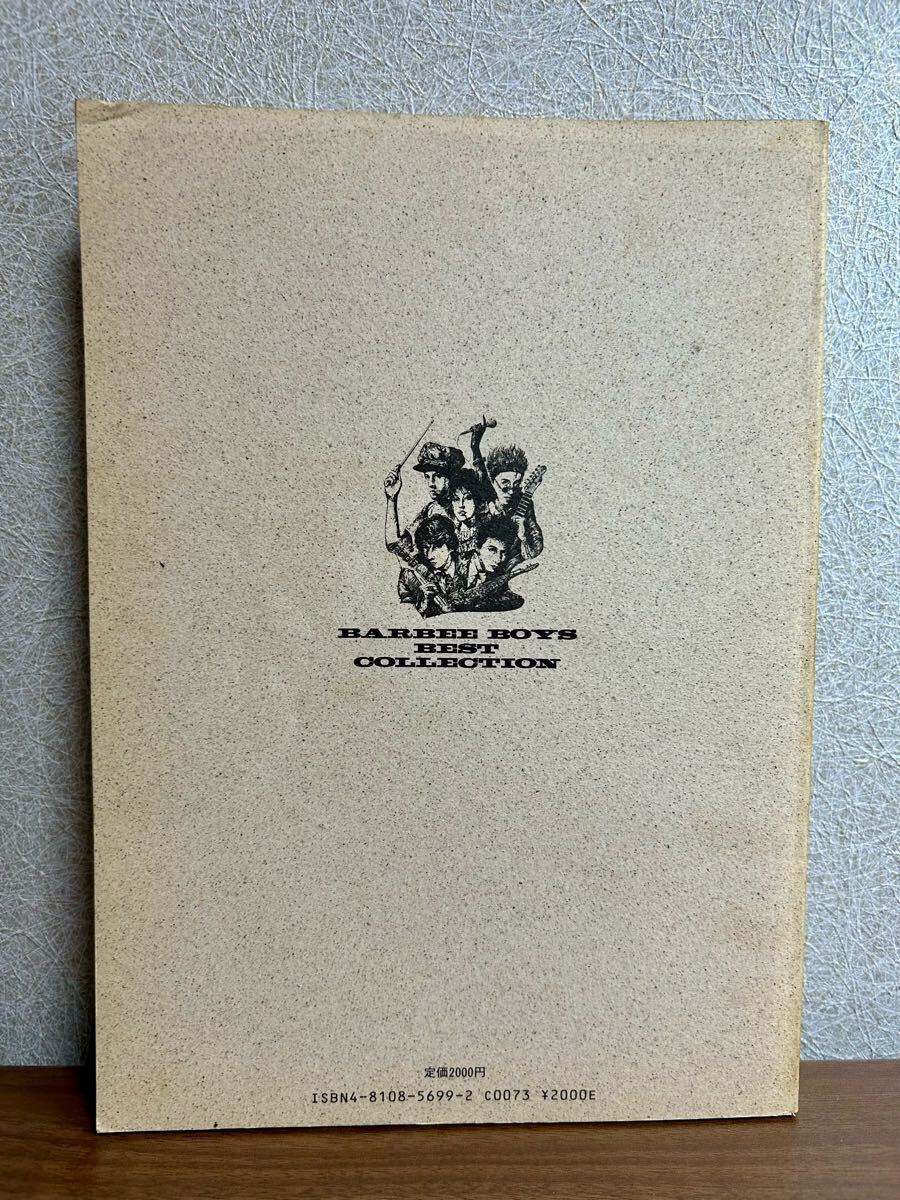 BARBEE BOYS
BEST
COLLECTION
定価2000円
ISBN4-8108-5699-2 C0073 ¥2000E